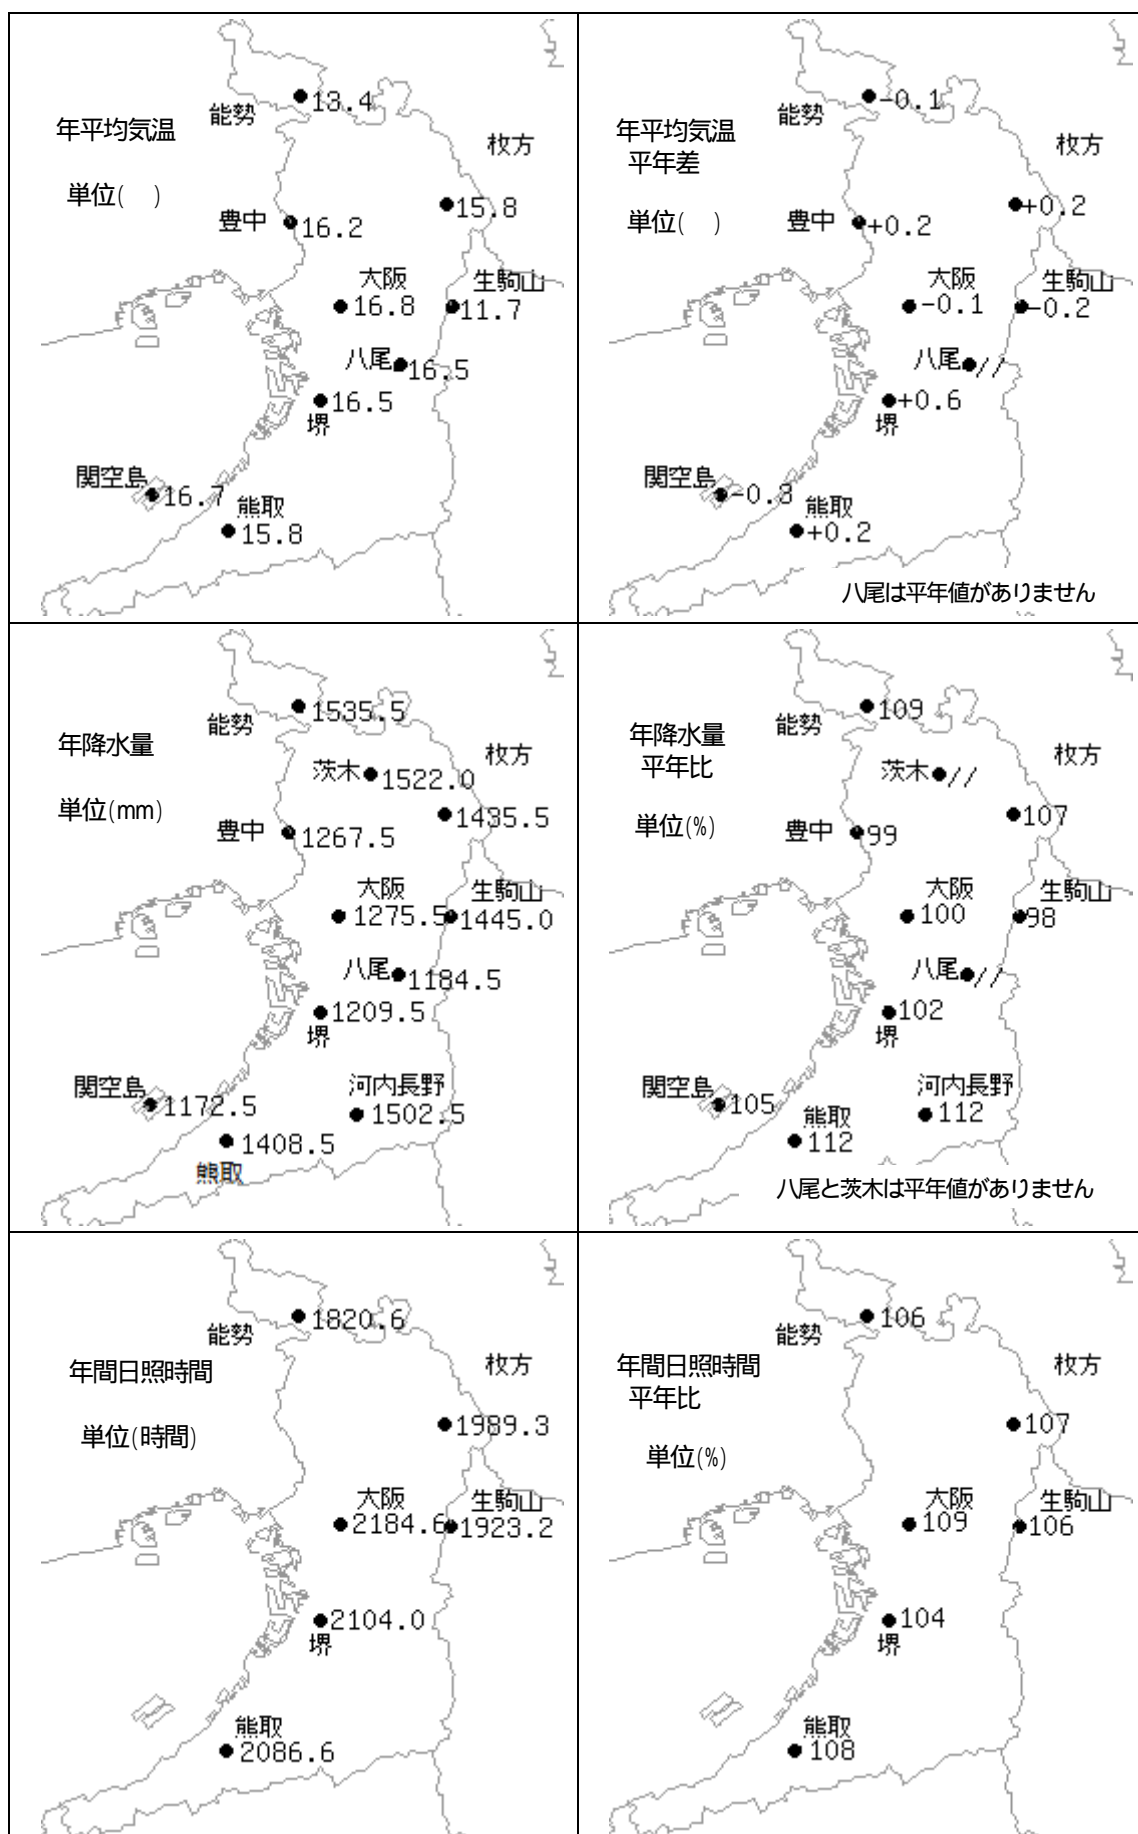 能勢
13.4
年平均気温
枚方
単位( )
15.8
豊中
16.2
大阪
16.8
生駒山
11.7
八尾
16.5
16.5
堺
関空島
16.7
熊取
15.8
能勢
-0.1
年平均気温
平年差
枚方
単位( )
+0.2
豊中
+0.2
大阪
-0.1
生駒山
-0.2
八尾
//
+0.6
堺
関空島
-0.3
熊取
+0.2
八尾は平年値がありません
能勢
1535.5
年降水量
枚方
茨木
1522.0
単位(mm)
1435.5
豊中
1267.5
大阪
1275.5
生駒山
1445.0
八尾
1184.5
1209.5
堺
関空島
1172.5
河内長野
1502.5
1408.5
熊取
能勢
109
年降水量
平年比
枚方
茨木
//
単位(%)
107
豊中
99
大阪
100
生駒山
98
八尾
//
102
堺
関空島
105
河内長野
112
熊取
112
八尾と茨木は平年値がありません
能勢
1820.6
年間日照時間
枚方
単位(時間)
1989.3
大阪
2184.6
生駒山
1923.2
2104.0
堺
熊取
2086.6
能勢
106
年間日照時間
平年比
枚方
107
単位(%)
大阪
109
生駒山
106
104
堺
熊取
108